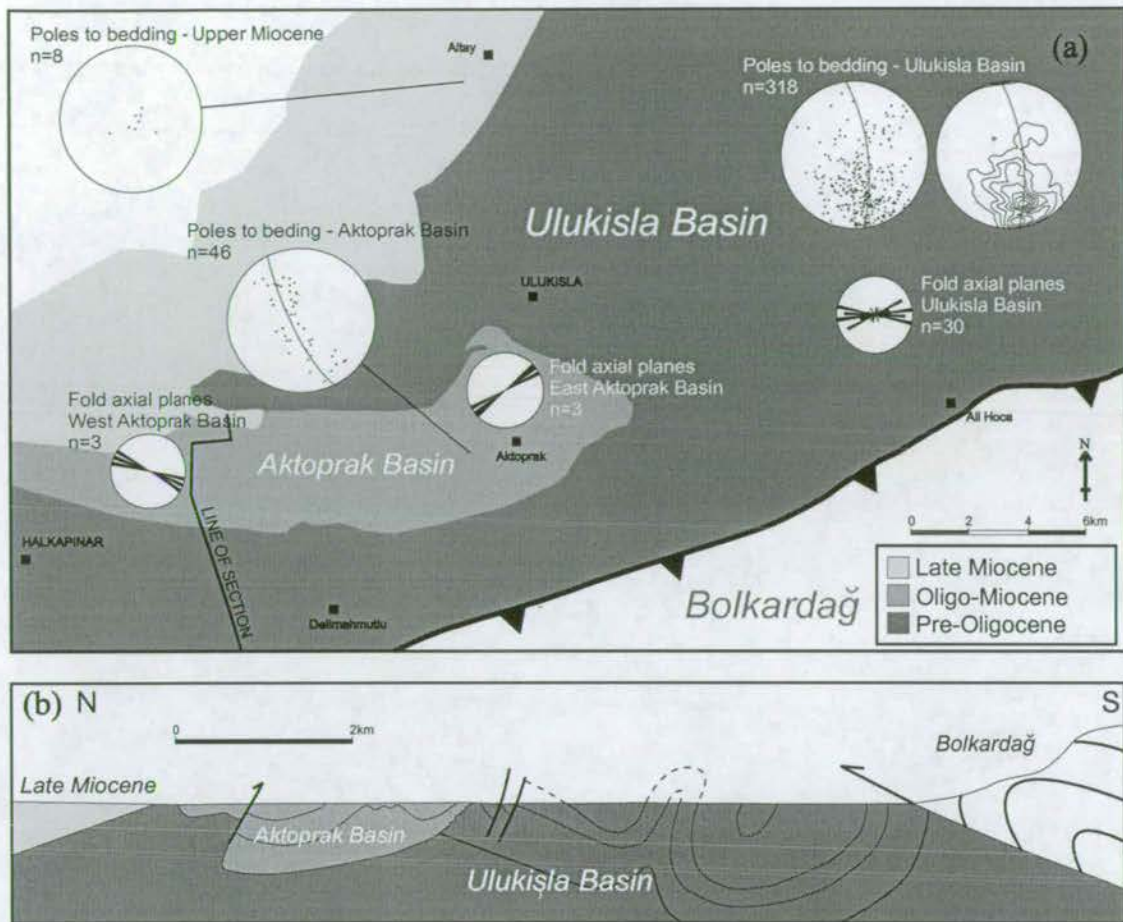 (a)
Poles to bedding - Upper Miocene
n=8
Altay
Poles to bedding - Ulukisla Basin
n=318
Ulukisla Basin
Poles to beding - Aktoprak Basin
n=46
ULUKISLA
Fold axial planes
Ulukisla Basin
n=30
Fold axial planes
East Aktoprak Basin
n=3
Fold axial planes
West Aktoprak Basin
n=3
Aktoprak
Aktoprak Basin
Ali Hoca
N
0 2 4 6km
HALKAPINAR
LINE OF SECTION
Delimahmutlu
Bolkardağ
Late Miocene
Oligo-Miocene
Pre-Oligocene
(b) N
S
0 2km
Bolkardağ
Late Miocene
Aktoprak Basin
Ulukişla Basin